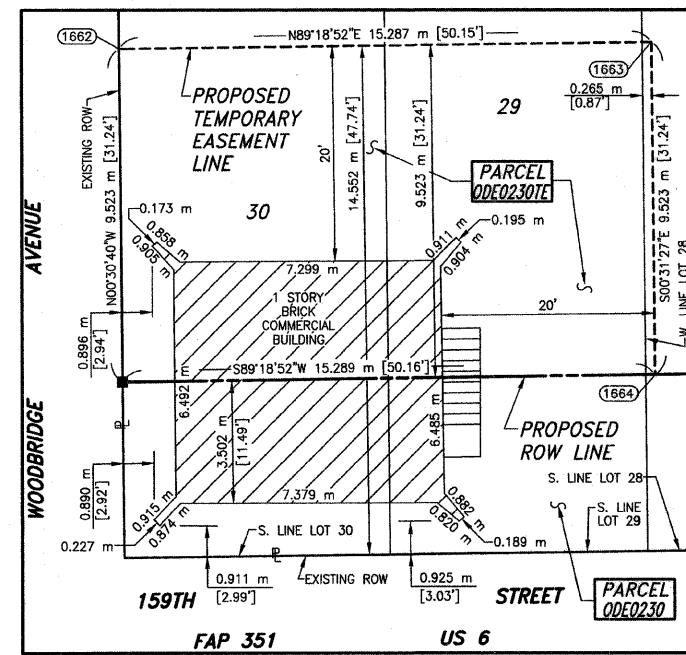 1662
N89°18'52"E 15.287 m [50.15']
1663
0.265 m
[0.87']
EXISTING ROW
N00°30'40"W 9.523 m [31.24']
PROPOSED
TEMPORARY
EASEMENT
LINE
20'
14.552 m [47.74']
9.523 m [31.24']
29
PARCEL
0DE0230TE
S00°31'27"E 9.523 m [31.24']
AVENUE
30
0.173 m
0.858 m
0.905 m
0.911 m
0.904 m
0.195 m
W. LINE LOT 28
7.299 m
1 STORY
BRICK
COMMERCIAL
BUILDING
20'
0.896 m
[2.94']
S89°18'52"W 15.289 m [50.16']
1664
6.492 m
3.502 m
[11.49']
6.485 m
PROPOSED
ROW LINE
WOODBRIDGE
PL
0.890 m
[2.92']
7.379 m
S. LINE LOT 28
0.915 m
0.874 m
0.882 m
0.820 m
S. LINE
LOT 29
0.227 m
S. LINE LOT 30
PL
0.189 m
0.911 m
[2.99']
EXISTING ROW
0.925 m
[3.03']
159TH
STREET
PARCEL
0DE0230
FAP 351
US 6